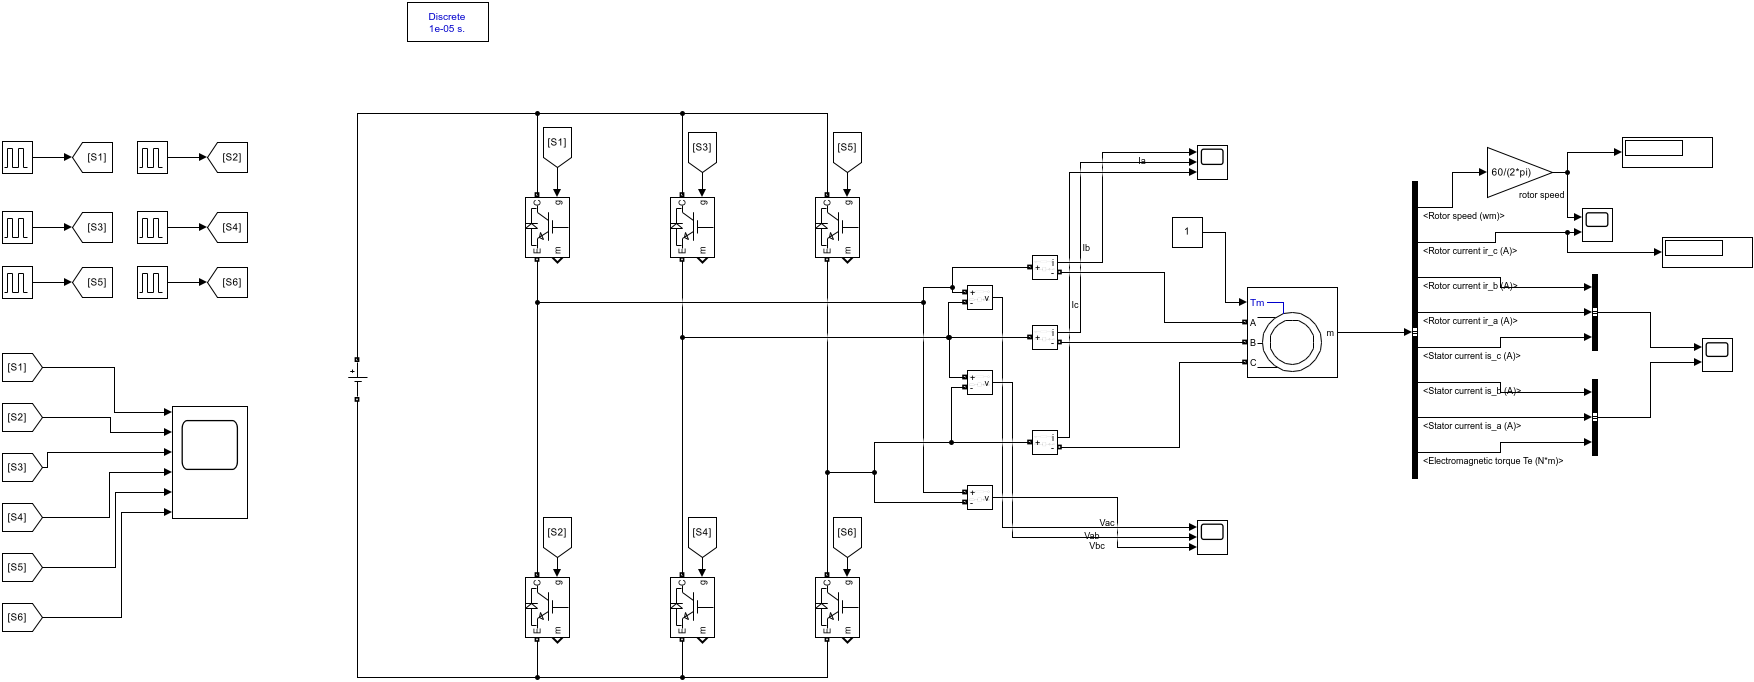 Discrete
1e-05 s.
[S1]
[S2]
[S3]
[S4]
[S5]
[S6]
[S1]
[S2]
[S3]
[S4]
[S5]
[S6]
+
[S1]
C
g
E
m
[S3]
C
g
E
m
[S5]
C
g
E
m
[S2]
C
g
E
m
[S4]
C
g
E
m
[S6]
C
g
E
m
+
-
v
+
-
v
+
-
v
+
i
-
+
i
-
+
i
-
Ia
Ib
Ic
Vac
Vab
Vbc
1
Tm
A
B
C
m
60/(2*pi)
rotor speed
<Rotor speed (wm)>
<Rotor current ir_c (A)>
<Rotor current ir_b (A)>
<Rotor current ir_a (A)>
<Stator current is_c (A)>
<Stator current is_b (A)>
<Stator current is_a (A)>
<Electromagnetic torque Te (N*m)>